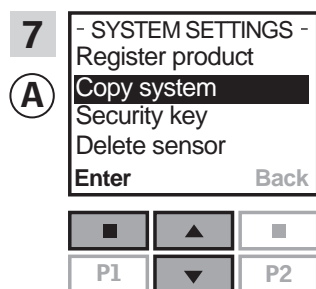 7
A
- SYSTEM SETTINGS -
Register product
Copy system
Security key
Delete sensor
Enter Back
P1 P2